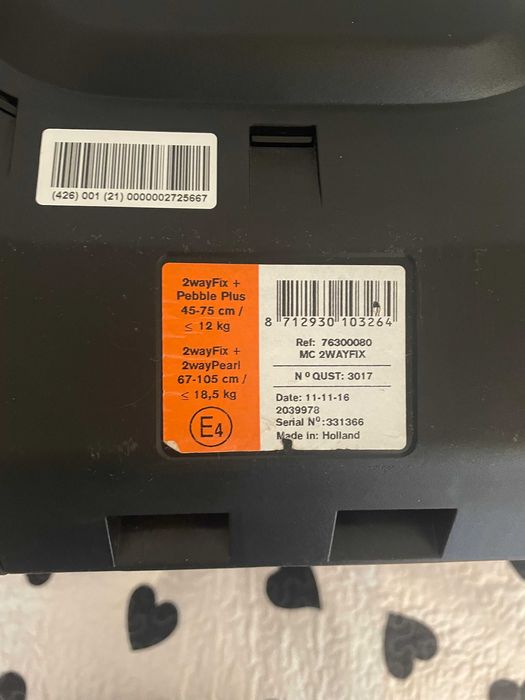 (426) 001 (21) 0000002725667
2wayFix +
Pebble Plus
45-75 cm /
≤ 12 kg
2wayFix +
2wayPearl
67-105 cm /
≤ 18,5 kg
E4
8 712930 103264
Ref: 76300080
MC 2WAYFIX
Nº QUST: 3017
Date: 11-11-16
2039978
Serial Nº:331366
Made in: Holland